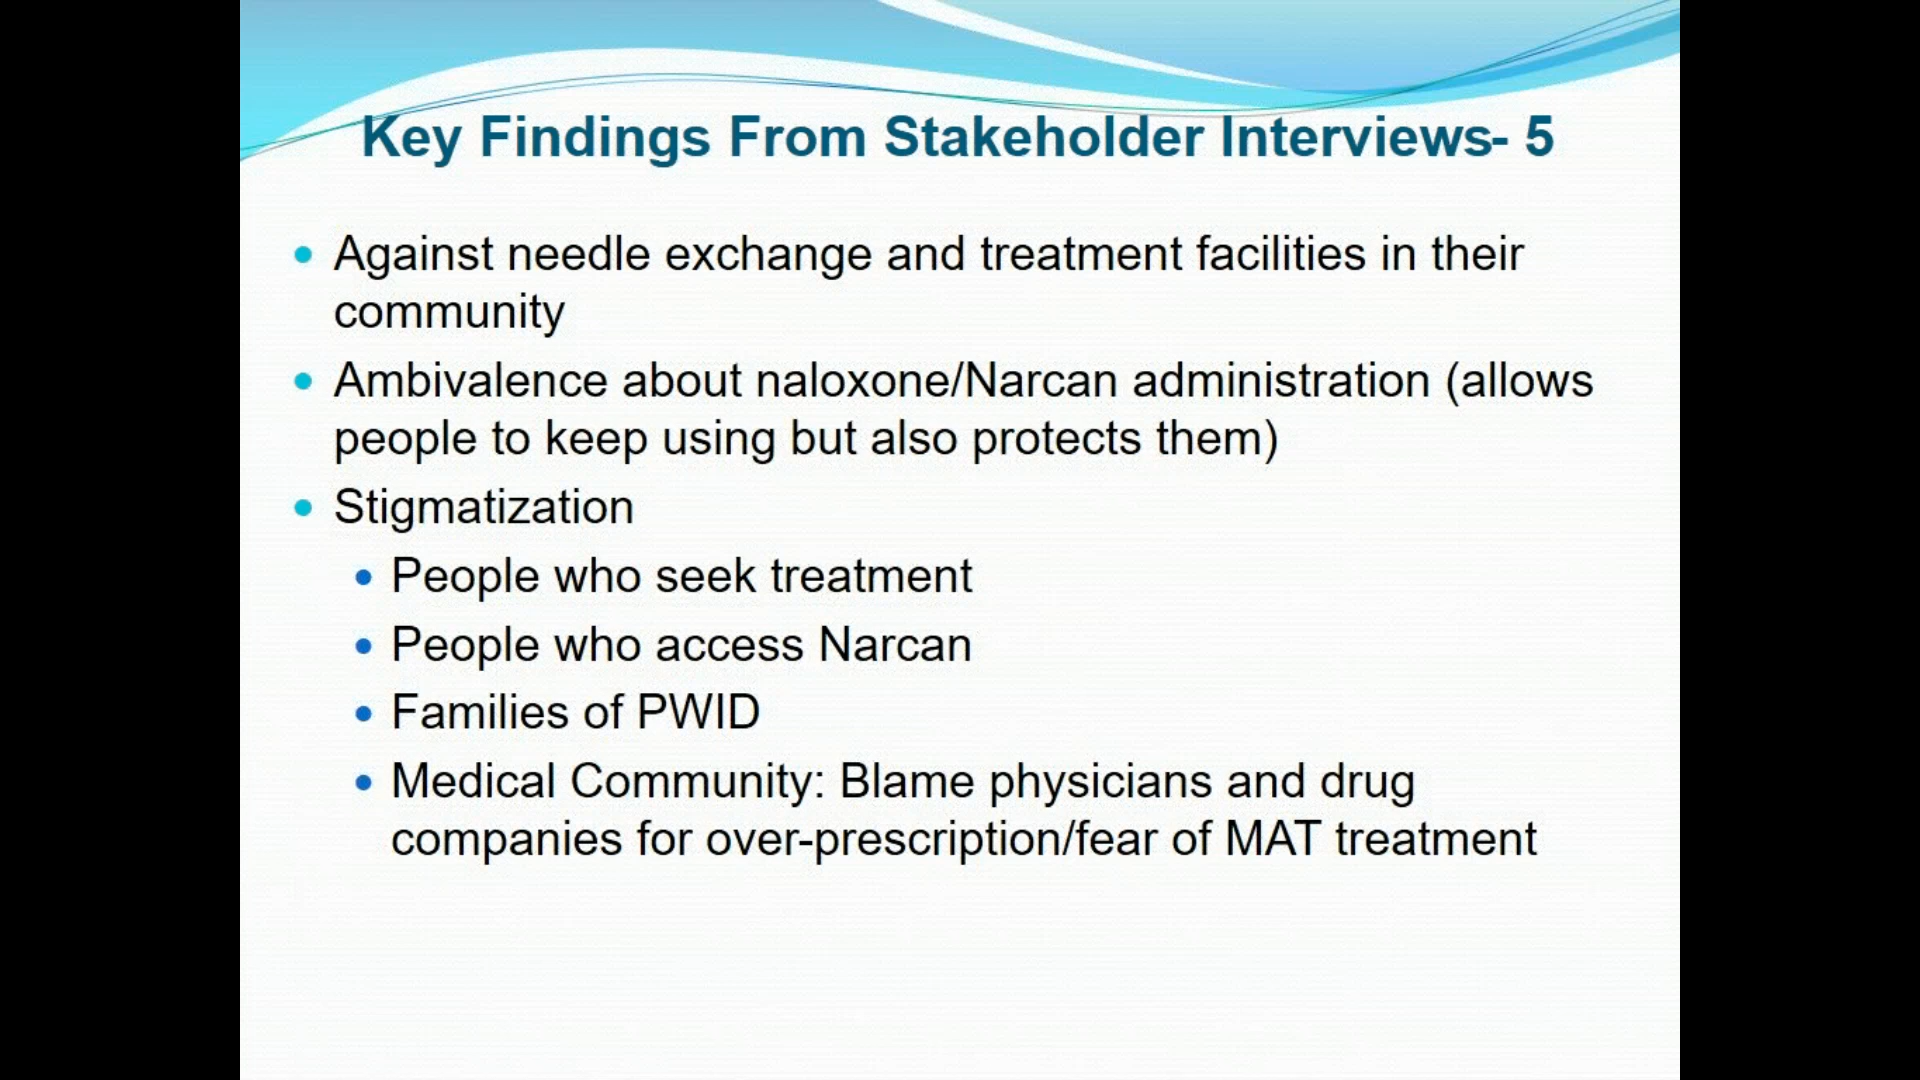 Key Findings From Stakeholder Interviews- 5
Against needle exchange and treatment facilities in their
community
Ambivalence about naloxone/Narcan administration (allows
people to keep using but also protects them)
Stigmatization
People who seek treatment
People who access Narcan
Families of PWID
Medical Community: Blame physicians and drug
companies for over-prescription/fear of MAT treatment